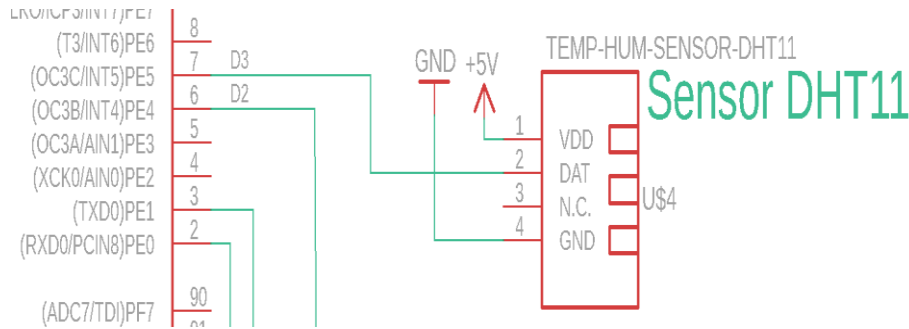 (T3/INT6)PE6 8
(OC3C/INT5)PE5 7 D3
(OC3B/INT4)PE4 6 D2
(OC3A/AIN1)PE3 5
(XCK0/AIN0)PE2 4
(TXD0)PE1 3
(RXD0/PCIN8)PE0 2
(ADC7/TDI)PF7 90
GND +5V
TEMP-HUM-SENSOR-DHT11
Sensor DHT11
1 VDD
2 DAT
3 N.C.
4 GND
U$4